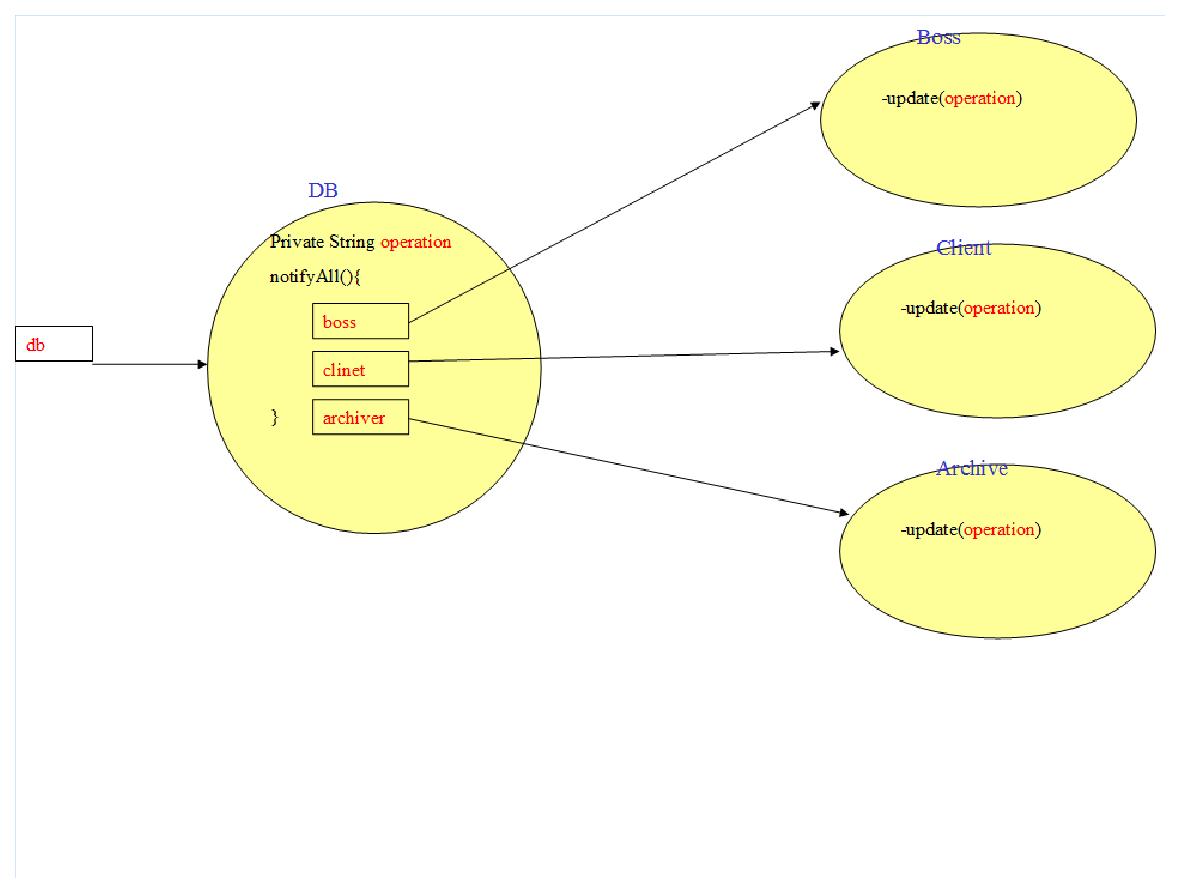 Boss
-update(operation)
DB
Private String operation
notifyAll(){
boss
clinet
} archiver
db
Client
-update(operation)
Archive
-update(operation)